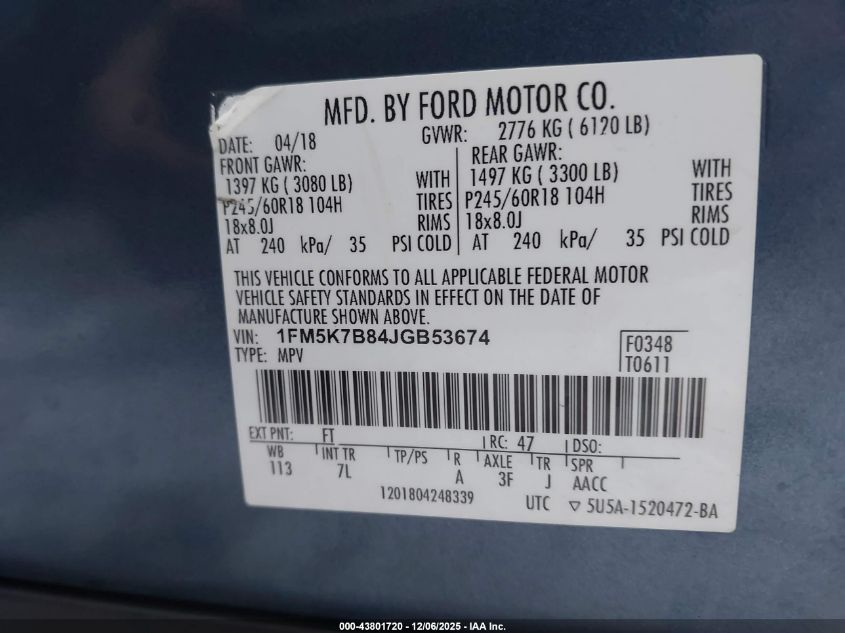 MFD. BY FORD MOTOR CO.
DATE: 04/18 GVWR: 2776 KG ( 6120 LB)
FRONT GAWR: REAR GAWR:
1397 KG ( 3080 LB) WITH 1497 KG ( 3300 LB) WITH
P245/60R18 104H TIRES P245/60R18 104H TIRES
18x8.0J RIMS 18x8.0J RIMS
AT 240 kPa/ 35 PSI COLD AT 240 kPa/ 35 PSI COLD
THIS VEHICLE CONFORMS TO ALL APPLICABLE FEDERAL MOTOR
VEHICLE SAFETY STANDARDS IN EFFECT ON THE DATE OF
MANUFACTURE SHOWN ABOVE.
VIN: 1FM5K7B84JGB53674 F0348
TYPE: MPV T0611
EXT PNT: FT RC: 47 DSO:
WB INT TR TP/PS R AXLE TR SPR
113 7L A 3F J AACC
1201804248339 UTC ▽ 5U5A-1520472-BA
000-43801720 - 12/06/2025 - IAA Inc.